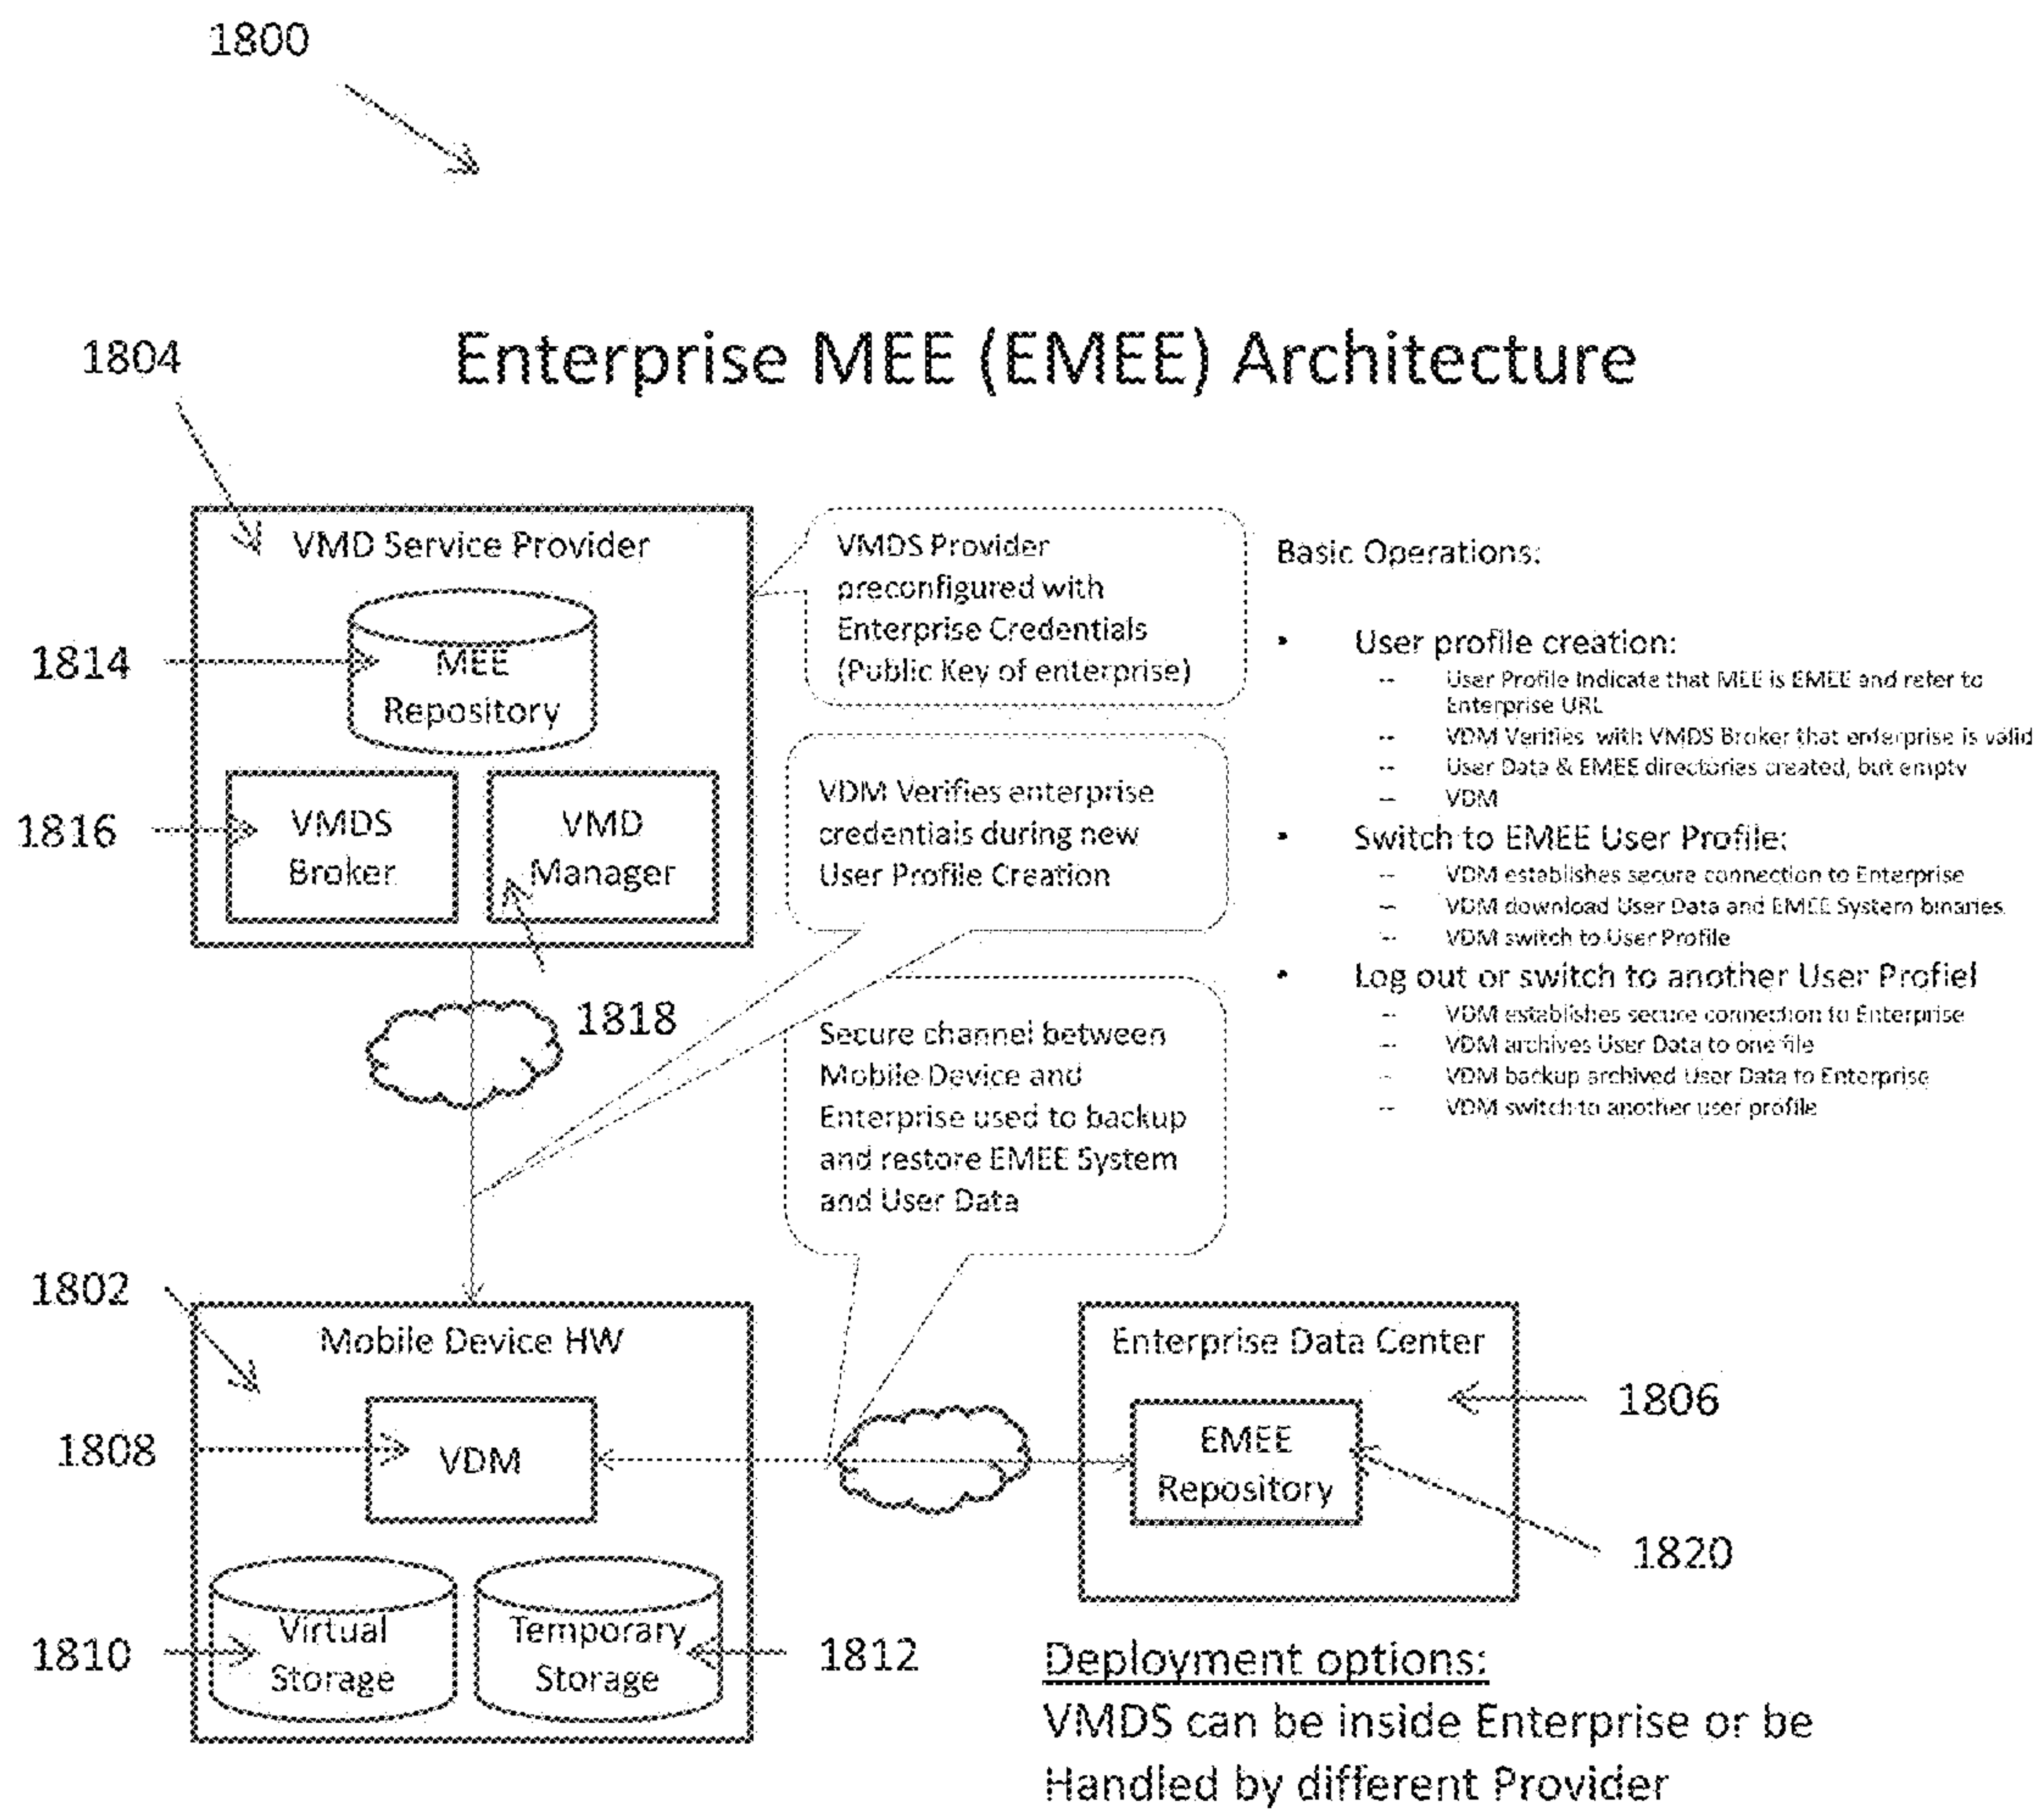 1800
1804
Enterprise MEE (EMEE) Architecture
VMD Service Provider
1814
MEE
Repository
1816
VMDS
Broker
VMD
Manager
1818
VMDS Provider
preconfigured with
Enterprise Credentials
(Public Key of enterprise)
VDM Verifies enterprise
credentials during new
User Profile Creation
Secure channel between
Mobile Device and
Enterprise used to backup
and restore EMEE System
and User Data
Basic Operations:
• User profile creation:
– User Profile Indicate that MEE is EMEE and refer to
Enterprise URL
– VDM Verifies with VMDS Broker that enterprise is valid
– User Data & EMEE directories created, but empty
– VDM
• Switch to EMEE User Profile:
– VDM establishes secure connection to Enterprise
– VDM download User Data and EMEE System binaries
– VDM switch to User Profile
• Log out or switch to another User Profiel
– VDM establishes secure connection to Enterprise
– VDM archives User Data to one file
– VDM backup archived User Data to Enterprise
– VDM switch to another user profile
1802
Mobile Device HW
1808
VDM
1810
Virtual
Storage
Temporary
Storage
1812
Enterprise Data Center
1806
EMEE
Repository
1820
Deployment options:
VMDS can be inside Enterprise or be
Handled by different Provider